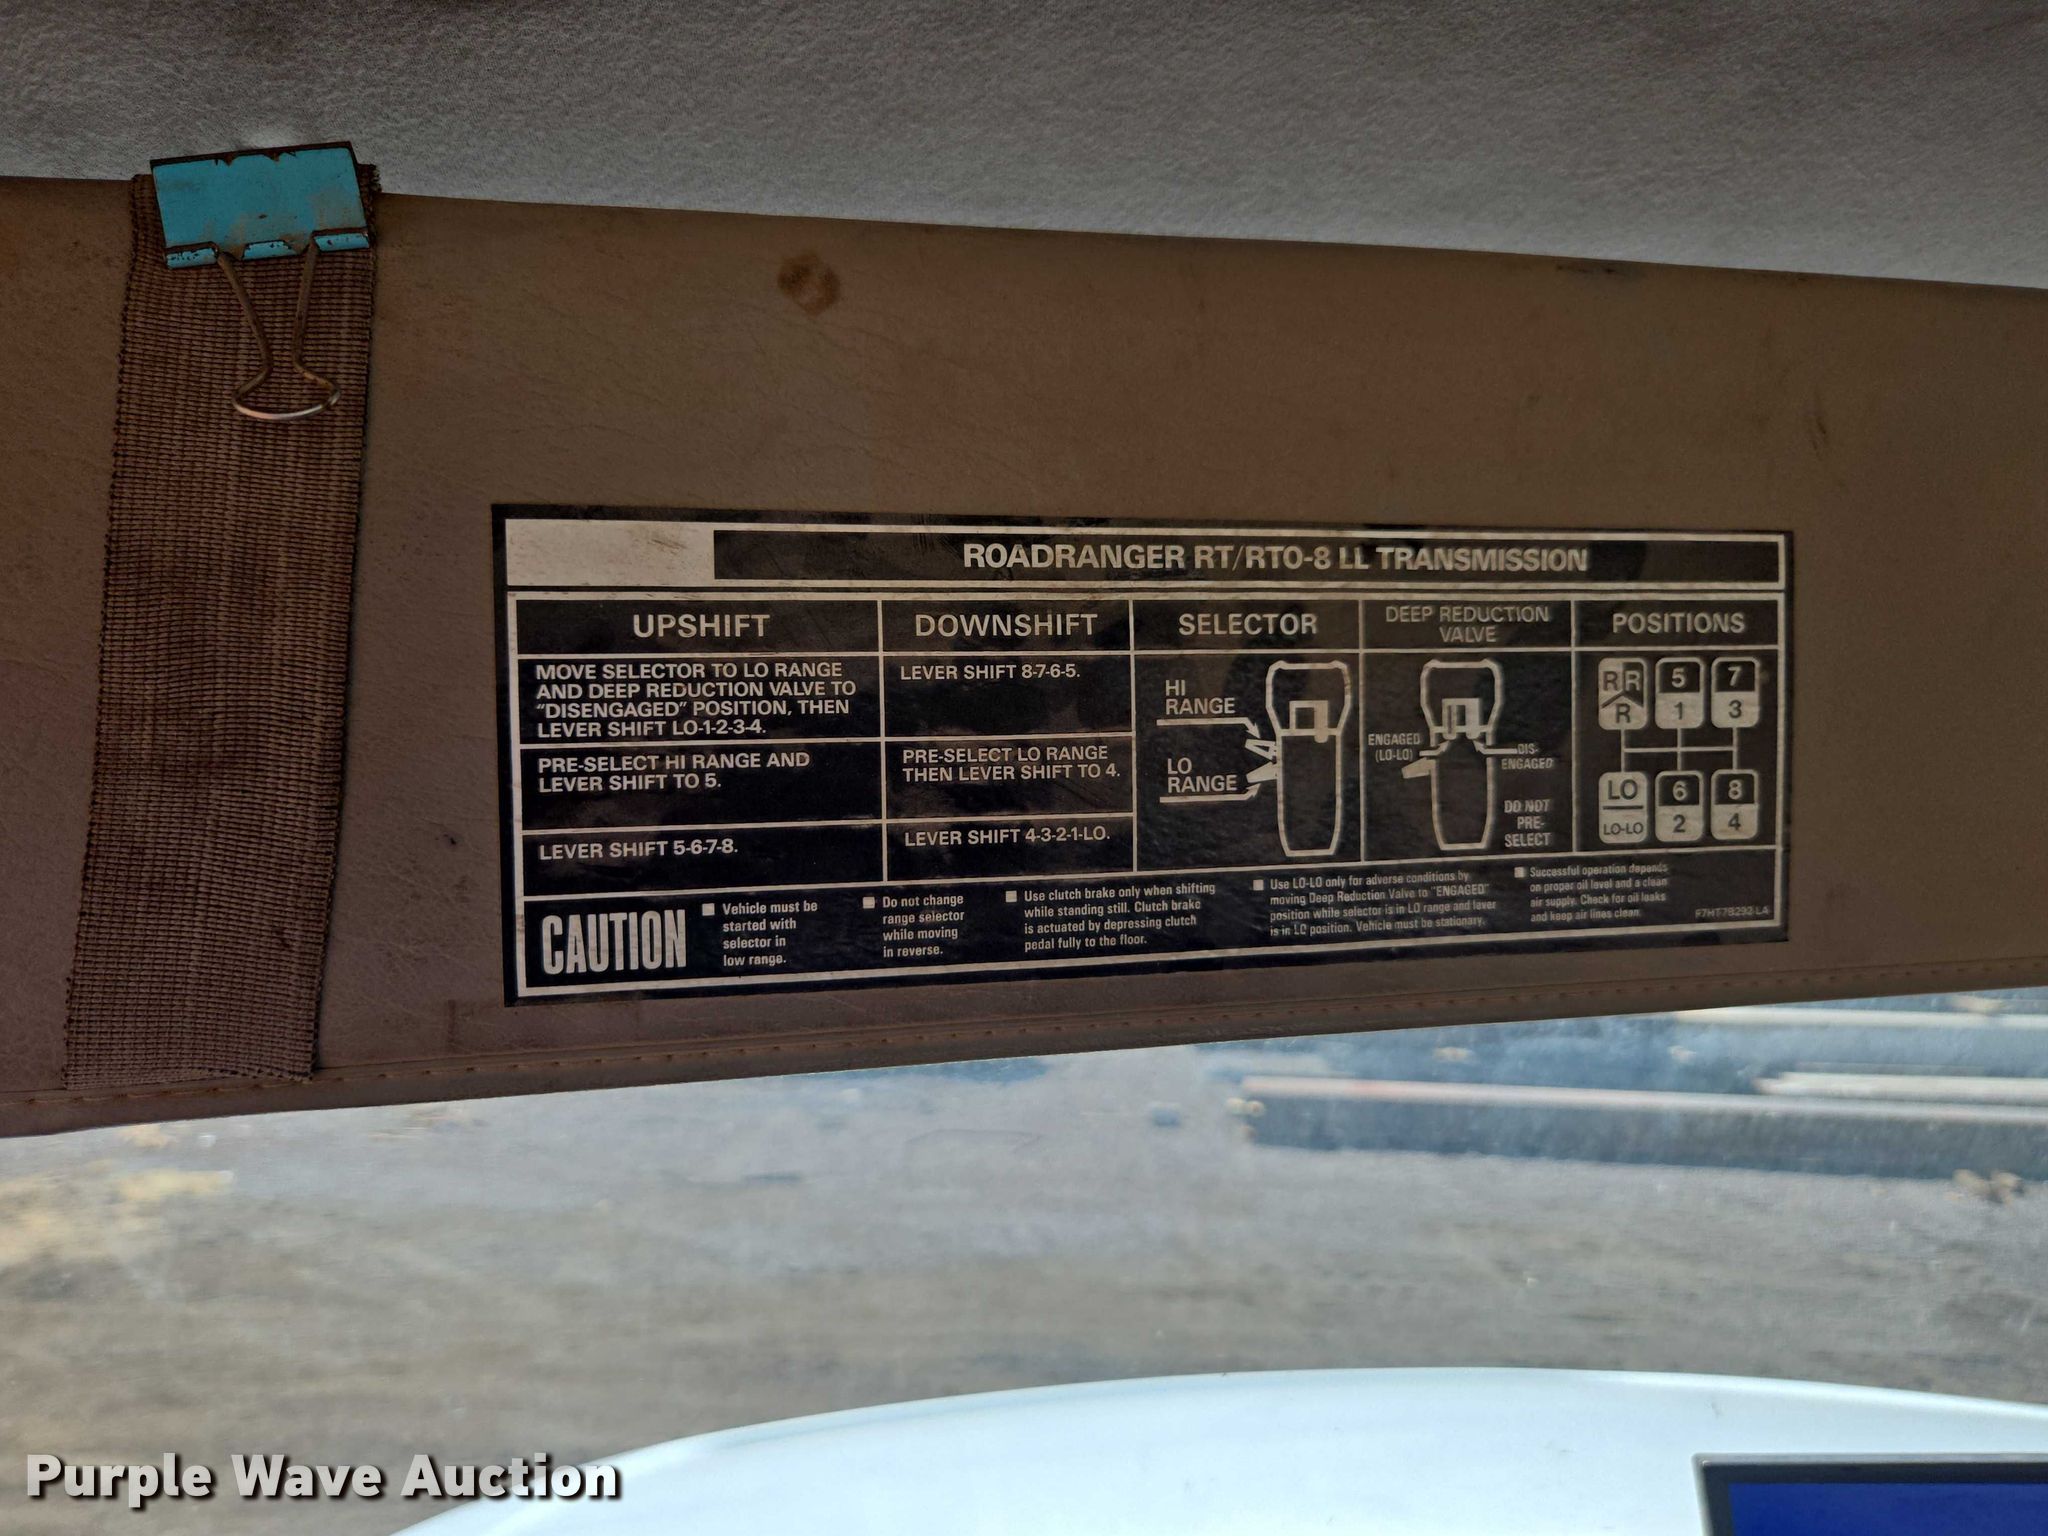 ROADRANGER RT/RTO-8 LL TRANSMISSION
UPSHIFT
MOVE SELECTOR TO LO RANGE
AND DEEP REDUCTION VALVE TO
"DISENGAGED" POSITION, THEN
LEVER SHIFT LO-1-2-3-4.
PRE-SELECT HI RANGE AND
LEVER SHIFT TO 5.
LEVER SHIFT 5-6-7-8.
DOWNSHIFT
LEVER SHIFT 8-7-6-5.
PRE-SELECT LO RANGE
THEN LEVER SHIFT TO 4.
LEVER SHIFT 4-3-2-1-LO.
SELECTOR
HI
RANGE
LO
RANGE
DEEP REDUCTION
VALVE
ENGAGED
(LO-LO)
DIS-
ENGAGED
DO NOT
PRE-
SELECT
POSITIONS
R R 5 7
R 1 3
LO 6 8
LO-LO 2 4
CAUTION
Vehicle must be
started with
selector in
low range.
Do not change
range selector
while moving
in reverse.
Use clutch brake only when shifting
while standing still. Clutch brake
is actuated by depressing clutch
pedal fully to the floor.
Use LO-LO only for adverse conditions by
moving Deep Reduction Valve to "ENGAGED"
position while selector is in LO range and lever
is in LO position. Vehicle must be stationary.
Successful operation depends
on proper oil level and a clean
air supply. Check for oil leaks
and keep air lines clean.
F7HT7B292-LA
Purple Wave Auction